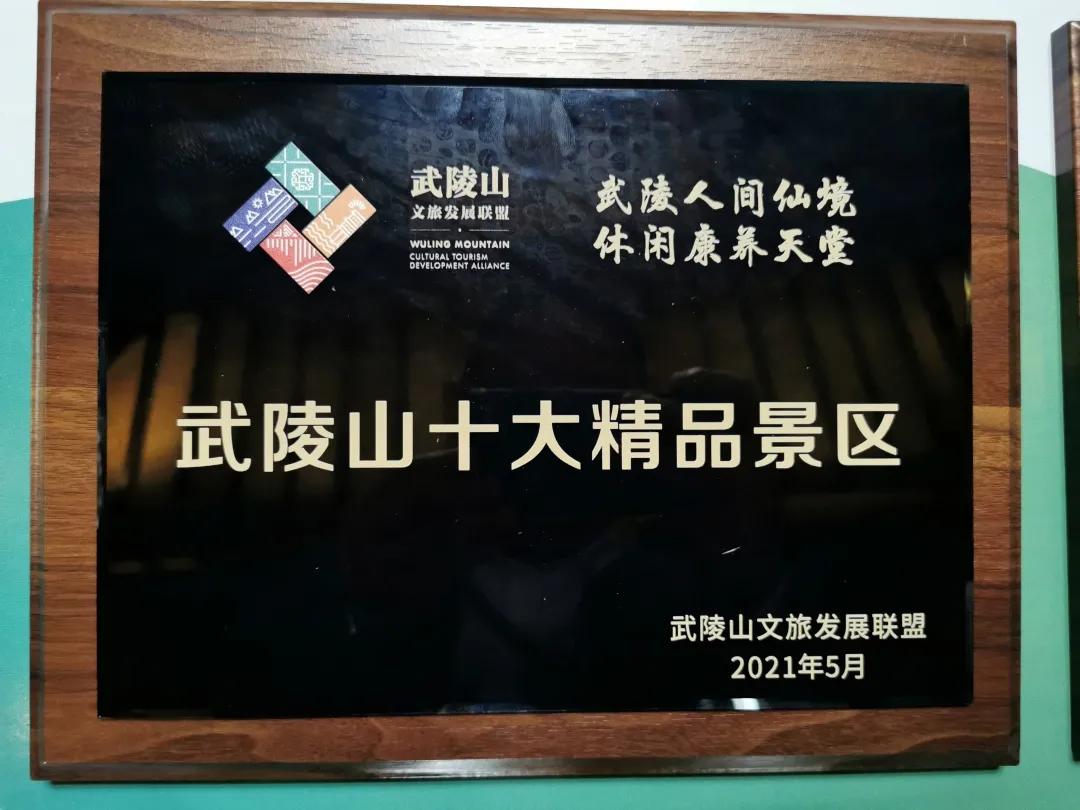 武陵山
文旅发展联盟
WULING MOUNTAIN
CULTURAL TOURISM
DEVELOPMENT ALLIANCE
武陵人间仙境
休闲康养天堂
武陵山十大精品景区
武陵山文旅发展联盟
2021年5月